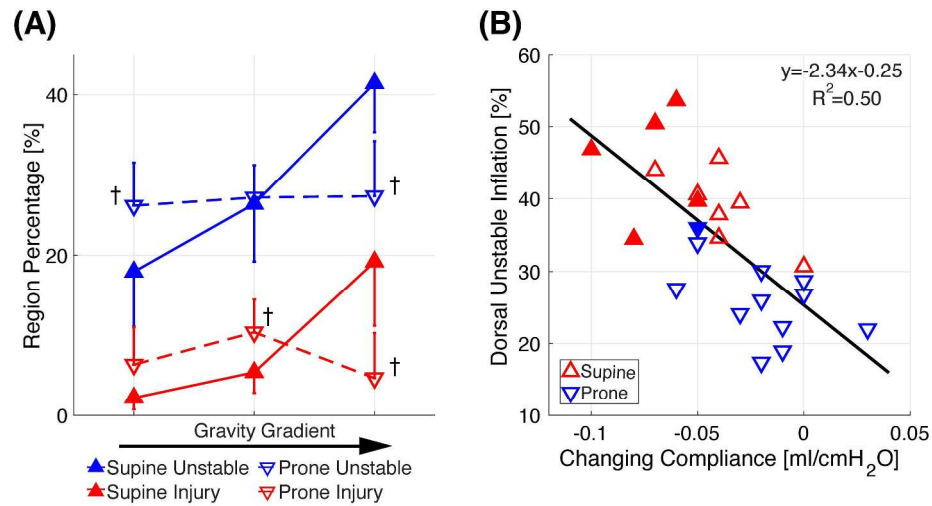 (A)
Region Percentage [%]
40
20
0
†
†
†
†
Gravity Gradient
Supine Unstable
Prone Unstable
Supine Injury
Prone Injury
(B)
Dorsal Unstable Inflation [%]
60
50
40
30
20
10
y=-2.34x-0.25
R²=0.50
Supine
Prone
-0.1
-0.05
0
0.05
Changing Compliance [ml/cmH₂O]